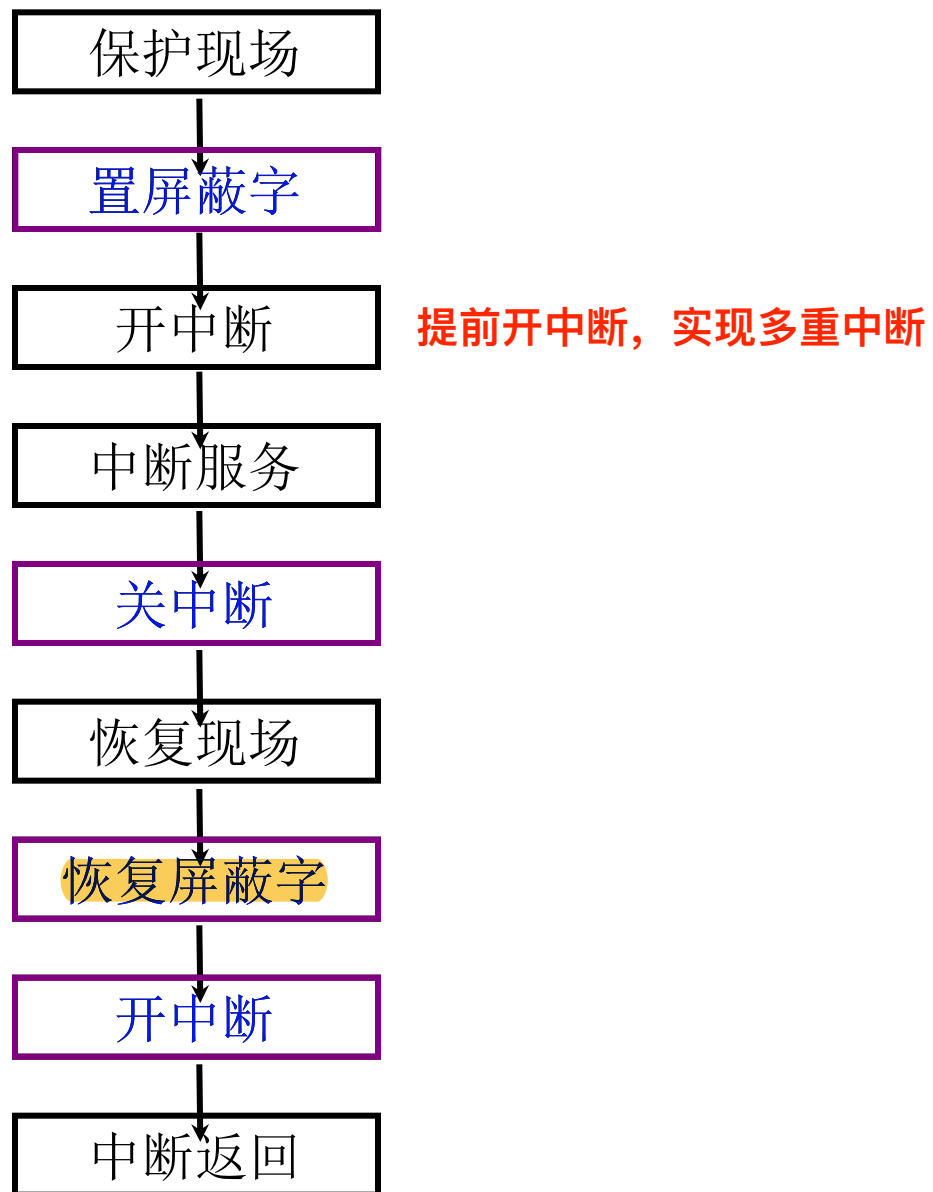 保护现场
置屏蔽字
开中断
提前开中断，实现多重中断
中断服务
关中断
恢复现场
恢复屏蔽字
开中断
中断返回